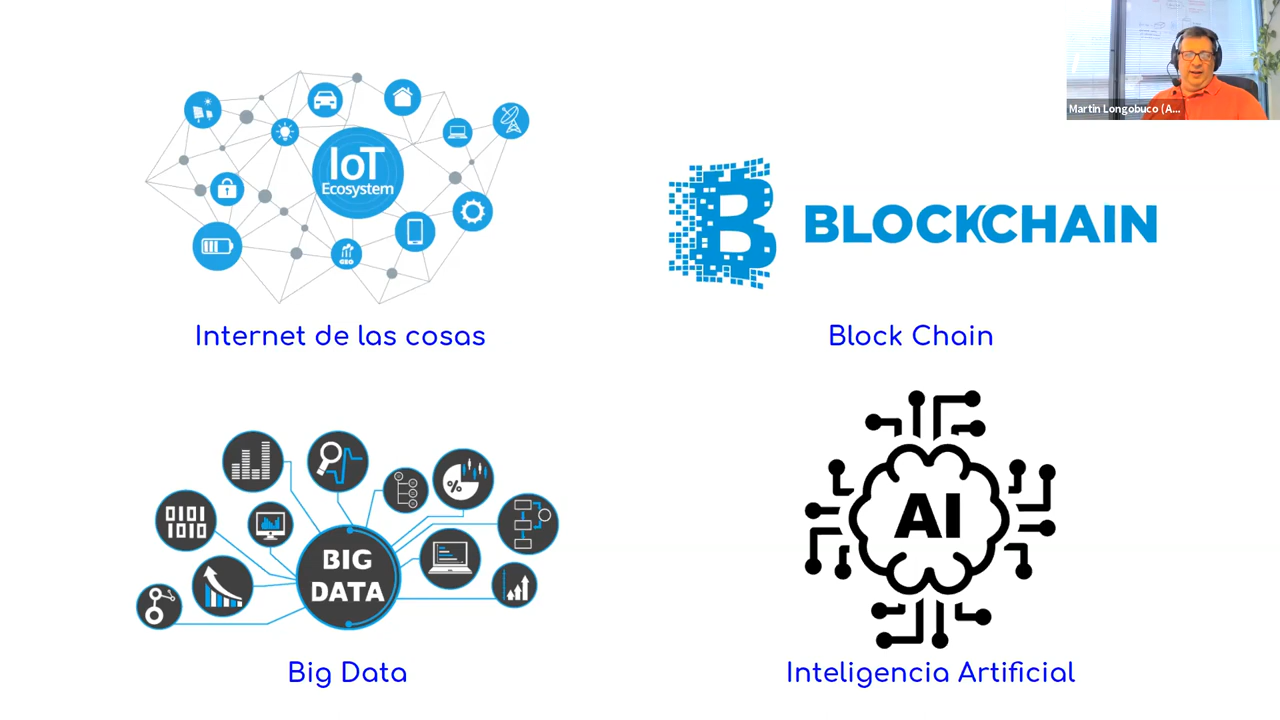 Martin Longobuco (A...
IoT
Ecosystem
GEO
BLOCKCHAIN
Internet de las cosas
Block Chain
0101
1010
%
BIG
DATA
AI
Big Data
Inteligencia Artificial